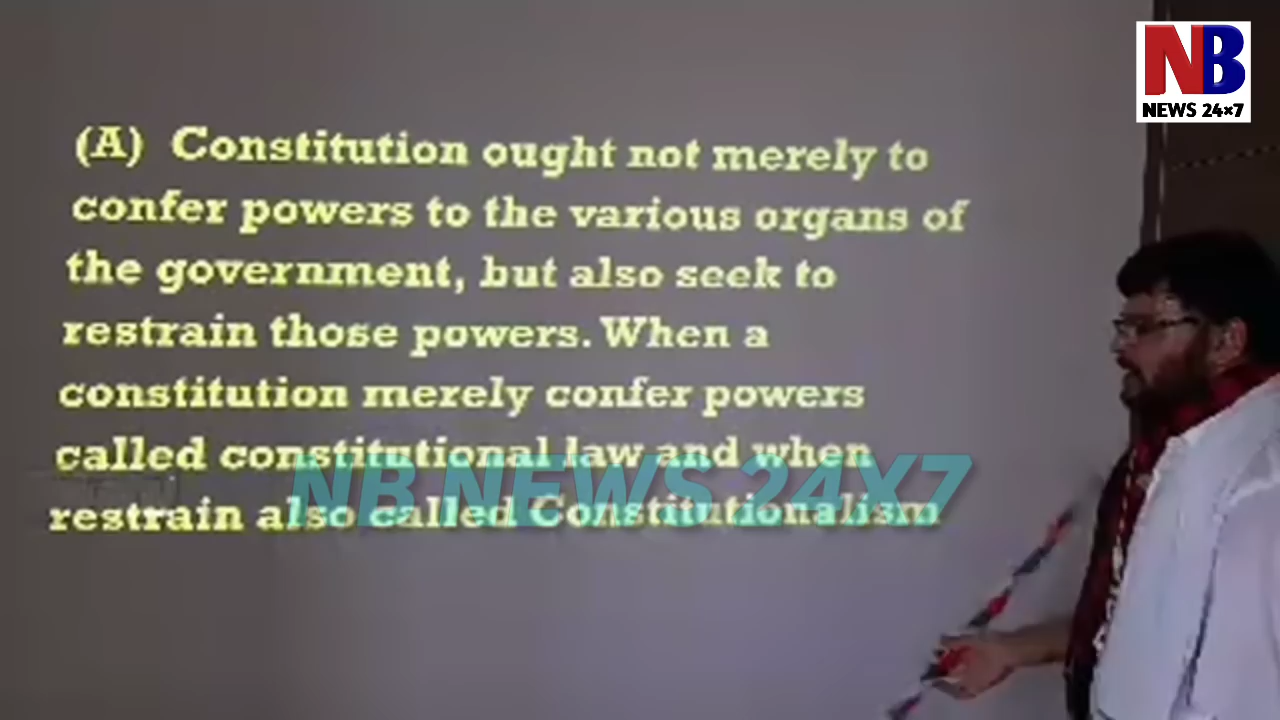 NB
NEWS 24×7
(A) Constitution ought not merely to
confer powers to the various organs of
the government, but also seek to
restrain those powers. When a
constitution merely confer powers
called constitutional law and when
restrain also called Constitutionalism
NB NEWS 24X7